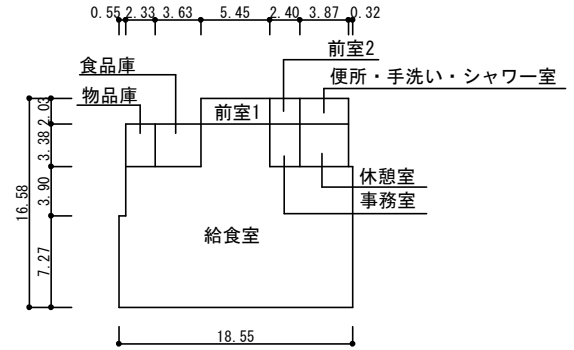 0.55 2.33 3.63 5.45 2.40 3.87 0.32
前室2
食品庫
便所・手洗い・シャワー室
物品庫
前室1
2.03
3.38
3.90
7.27
16.58
休憩室
事務室
給食室
18.55